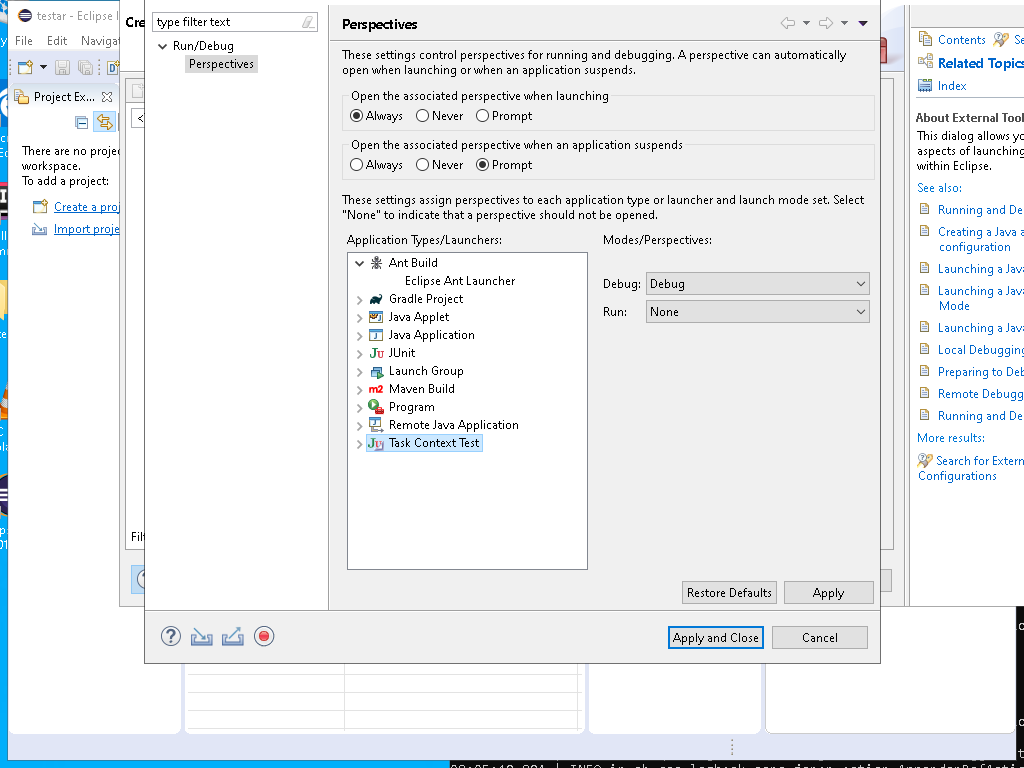 testar - Eclipse
File Edit Navigat
Project Ex...
There are no proje
workspace.
To add a project:
Create a proj
Import proje
Cre
<
Filt
type filter text
Run/Debug
Perspectives
Perspectives
These settings control perspectives for running and debugging. A perspective can automatically
open when launching or when an application suspends.
Open the associated perspective when launching
Always Never Prompt
Open the associated perspective when an application suspends
Always Never Prompt
These settings assign perspectives to each application type or launcher and launch mode set. Select
"None" to indicate that a perspective should not be opened.
Application Types/Launchers:
Modes/Perspectives:
Ant Build
Eclipse Ant Launcher
Gradle Project
Java Applet
Java Application
JUnit
Launch Group
Maven Build
Program
Remote Java Application
Task Context Test
Debug: Debug
Run: None
Restore Defaults Apply
Apply and Close Cancel
Contents Se
Related Topics
Index
About External Tool
This dialog allows yo
aspects of launching
within Eclipse.
See also:
Running and De
Creating a Java a
configuration
Launching a Java
Launching a Java
Mode
Launching a Java
Local Debugging
Preparing to Deb
Remote Debugg
Running and De
More results:
Search for Extern
Configurations